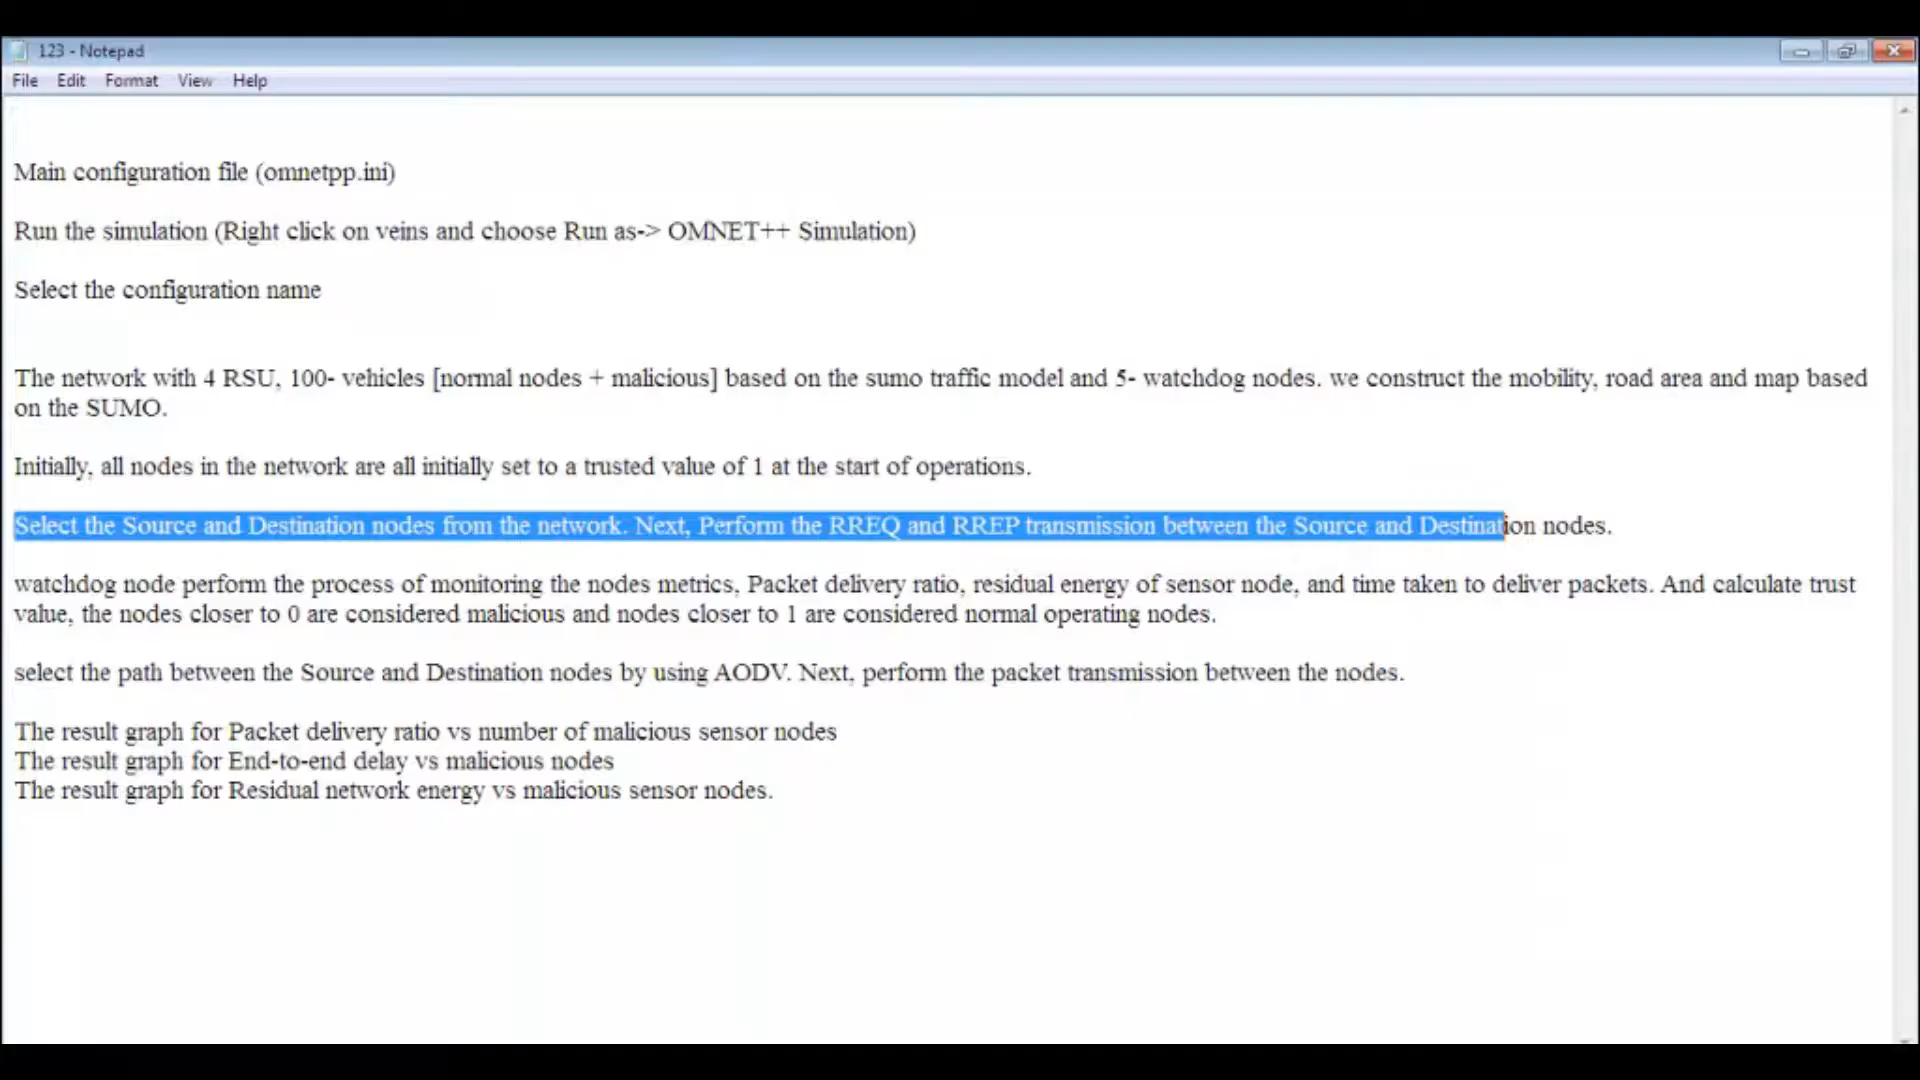 123 - Notepad
File Edit Format View Help
Main configuration file (omnetpp.ini)
Run the simulation (Right click on veins and choose Run as-> OMNET++ Simulation)
Select the configuration name
The network with 4 RSU, 100- vehicles [normal nodes + malicious] based on the sumo traffic model and 5- watchdog nodes. we construct the mobility, road area and map based
on the SUMO.
Initially, all nodes in the network are all initially set to a trusted value of 1 at the start of operations.
Select the Source and Destination nodes from the network. Next, Perform the RREQ and RREP transmission between the Source and Destination nodes.
watchdog node perform the process of monitoring the nodes metrics, Packet delivery ratio, residual energy of sensor node, and time taken to deliver packets. And calculate trust
value, the nodes closer to 0 are considered malicious and nodes closer to 1 are considered normal operating nodes.
select the path between the Source and Destination nodes by using AODV. Next, perform the packet transmission between the nodes.
The result graph for Packet delivery ratio vs number of malicious sensor nodes
The result graph for End-to-end delay vs malicious nodes
The result graph for Residual network energy vs malicious sensor nodes.